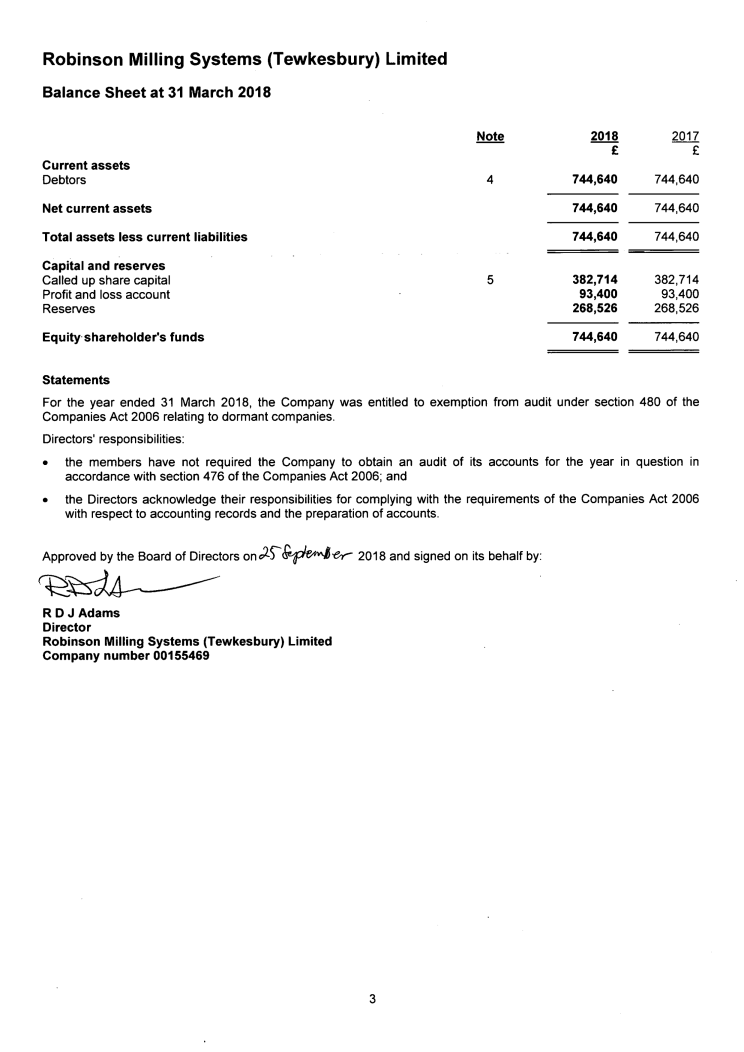 Robinson Milling Systems (Tewkesbury) Limited
Balance Sheet at 31 March 2018
Note 2018 2017
£ £
Current assets
Debtors 4 744,640 744,640
Net current assets 744,640 744,640
Total assets less current liabilities 744,640 744,640
Capital and reserves
Called up share capital 5 382,714 382,714
Profit and loss account 93,400 93,400
Reserves 268,526 268,526
Equity shareholder's funds 744,640 744,640
Statements
For the year ended 31 March 2018, the Company was entitled to exemption from audit under section 480 of the
Companies Act 2006 relating to dormant companies.
Directors' responsibilities:
• the members have not required the Company to obtain an audit of its accounts for the year in question in
accordance with section 476 of the Companies Act 2006; and
• the Directors acknowledge their responsibilities for complying with the requirements of the Companies Act 2006
with respect to accounting records and the preparation of accounts.
Approved by the Board of Directors on 25 September 2018 and signed on its behalf by:
R D J Adams
Director
Robinson Milling Systems (Tewkesbury) Limited
Company number 00155469
3